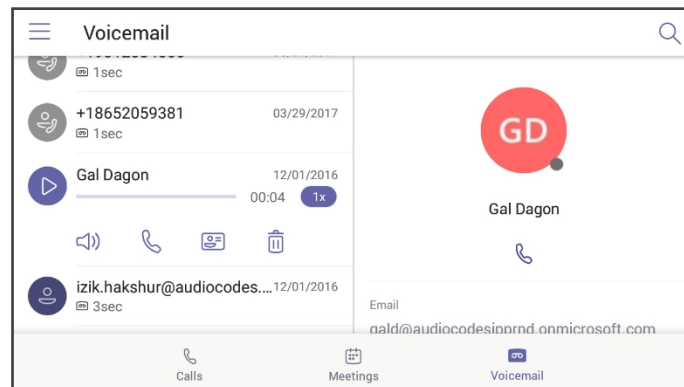 Voicemail
1sec
+18652059381 03/29/2017
1sec
Gal Dagon 12/01/2016
00:04 1x
izik.hakshur@audiocodes.... 12/01/2016
3sec
GD
Gal Dagon
Email
gald@audiocodesipprnd.onmicrosoft.com
Calls Meetings Voicemail